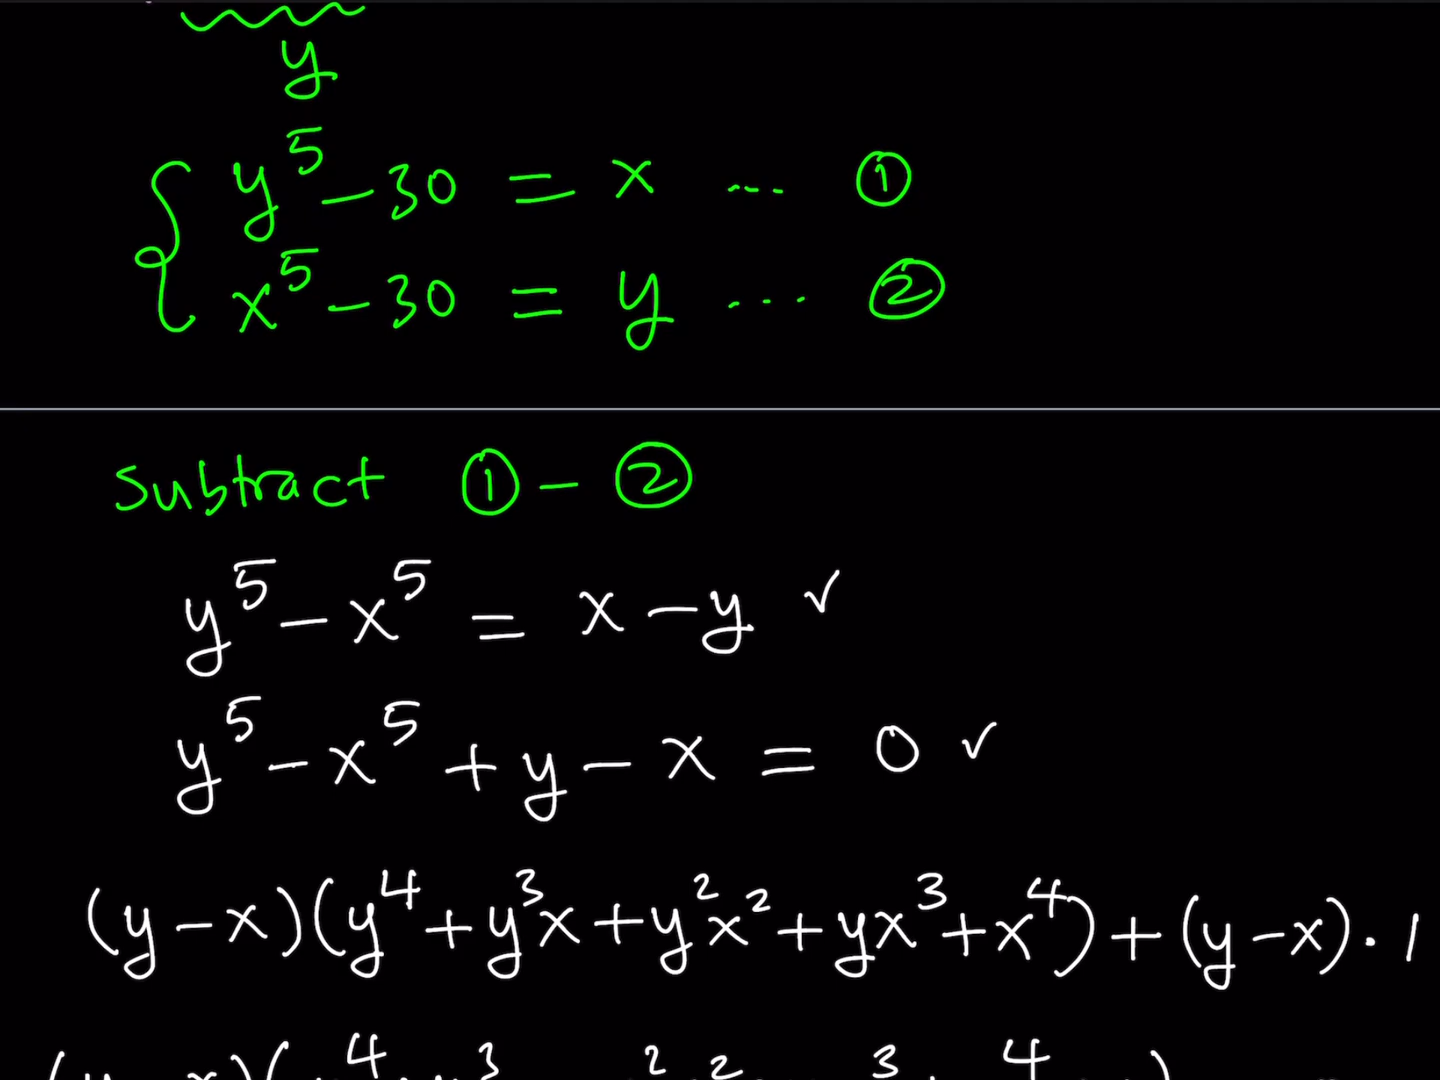 y
y⁵ - 30 = x ... ①
x⁵ - 30 = y ... ②
Subtract ① - ②
y⁵ - x⁵ = x - y ✓
y⁵ - x⁵ + y - x = 0 ✓
(y - x)(y⁴ + y³x + y²x² + yx³ + x⁴) + (y - x) · 1